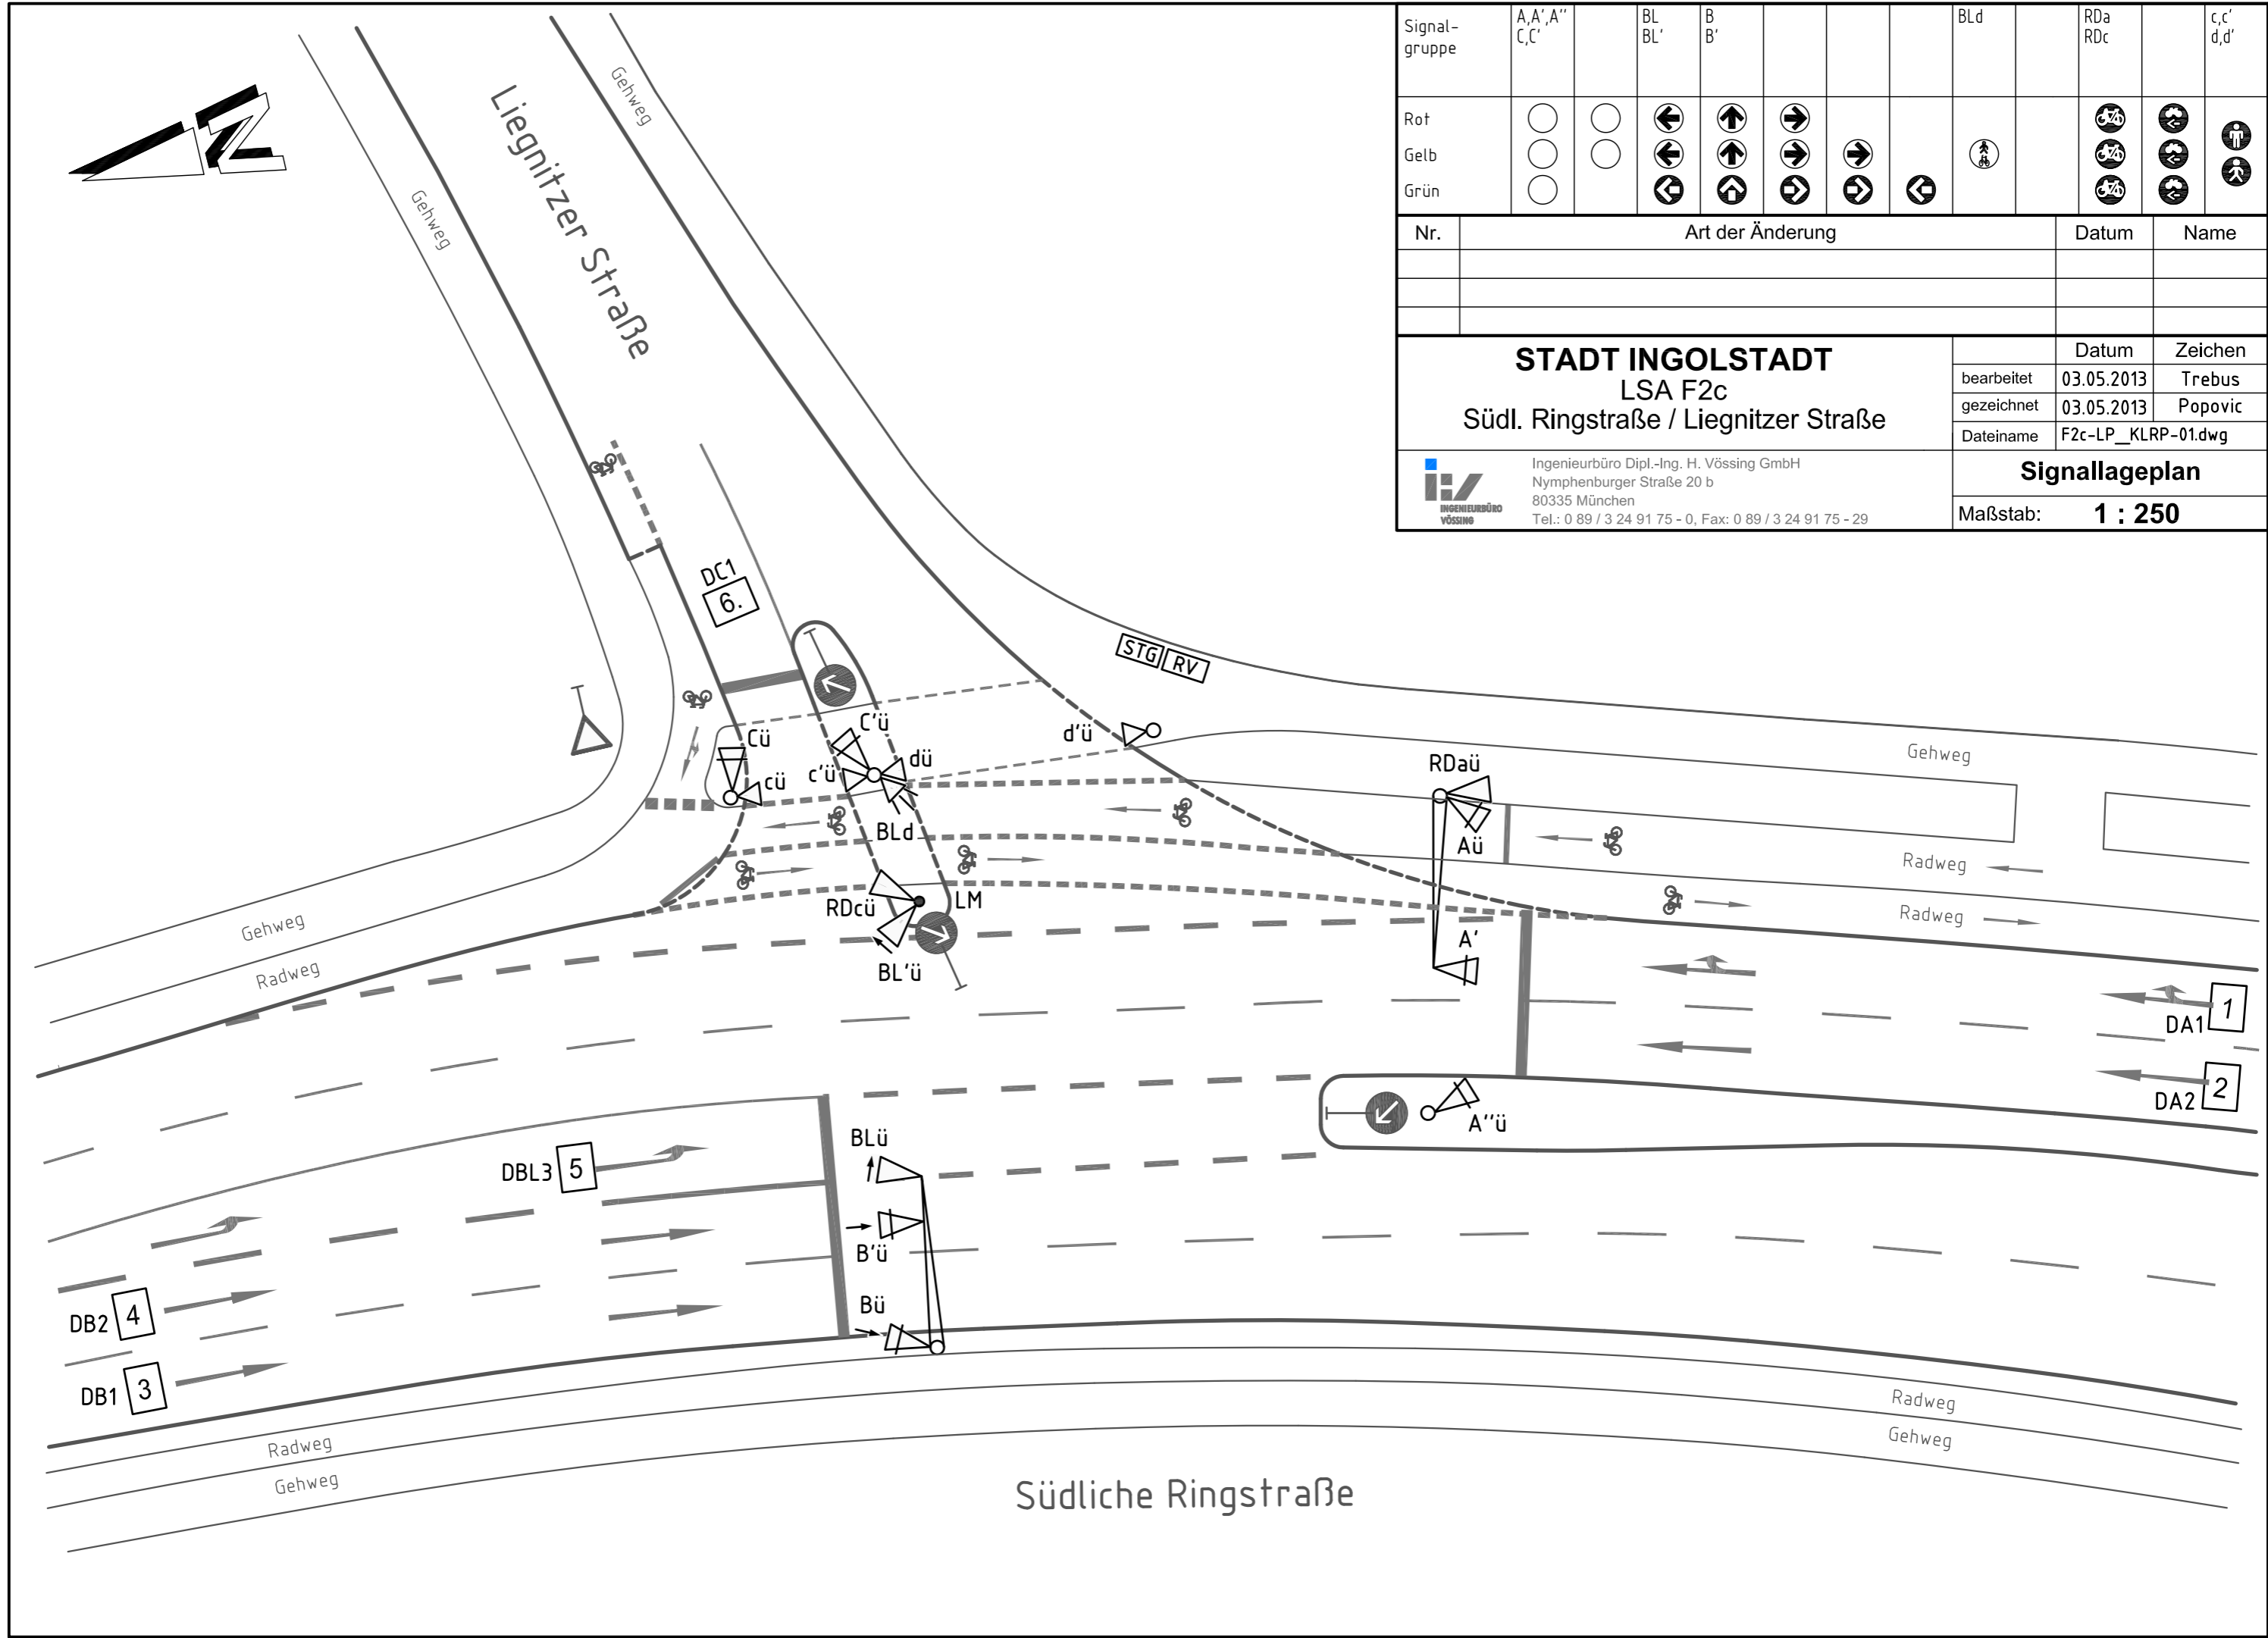 Signal-
gruppe
A,A',A''
C,C'
BL
BL'
B
B'
BLd
RDa
RDc
c,c'
d,d'
Rot
Gelb
Grün
Nr.
Art der Änderung
Datum
Name
STADT INGOLSTADT
LSA F2c
Südl. Ringstraße / Liegnitzer Straße
Datum
Zeichen
bearbeitet
03.05.2013
Trebus
gezeichnet
03.05.2013
Popovic
Dateiname
F2c-LP__KLRP-01.dwg
INGENIEURBÜRO
VÖSSING
Ingenieurbüro Dipl.-Ing. H. Vössing GmbH
Nymphenburger Straße 20 b
80335 München
Tel.: 0 89 / 3 24 91 75 - 0, Fax: 0 89 / 3 24 91 75 - 29
Signallageplan
Maßstab:
1 : 250
N
Gehweg
Liegnitzer Straße
Gehweg
DC1
6.
STG
RV
C'ü
Cü
d'ü
dü
c'ü
cü
RDaü
Gehweg
BLd
Aü
Radweg
RDcü
LM
Radweg
Gehweg
A'
Radweg
BL'ü
1
DA1
2
DA2
A''ü
BLü
DBL3
5
B'ü
Bü
DB2
4
DB1
3
Radweg
Radweg
Gehweg
Gehweg
Südliche Ringstraße